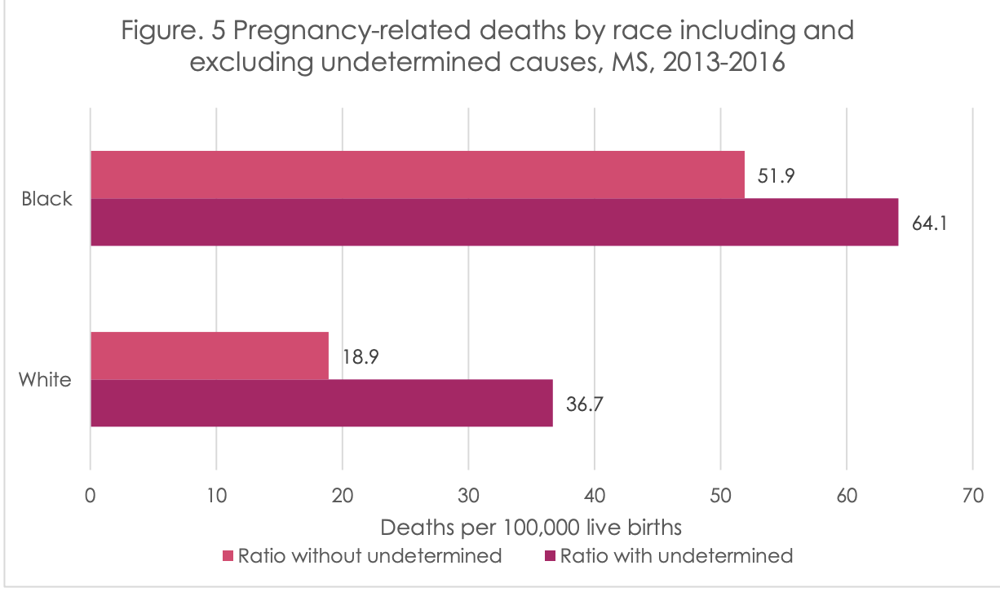 Figure. 5 Pregnancy-related deaths by race including and
excluding undetermined causes, MS, 2013-2016
51.9
Black
64.1
18.9
White
36.7
0 10 20 30 40 50 60 70
Deaths per 100,000 live births
Ratio without undetermined Ratio with undetermined